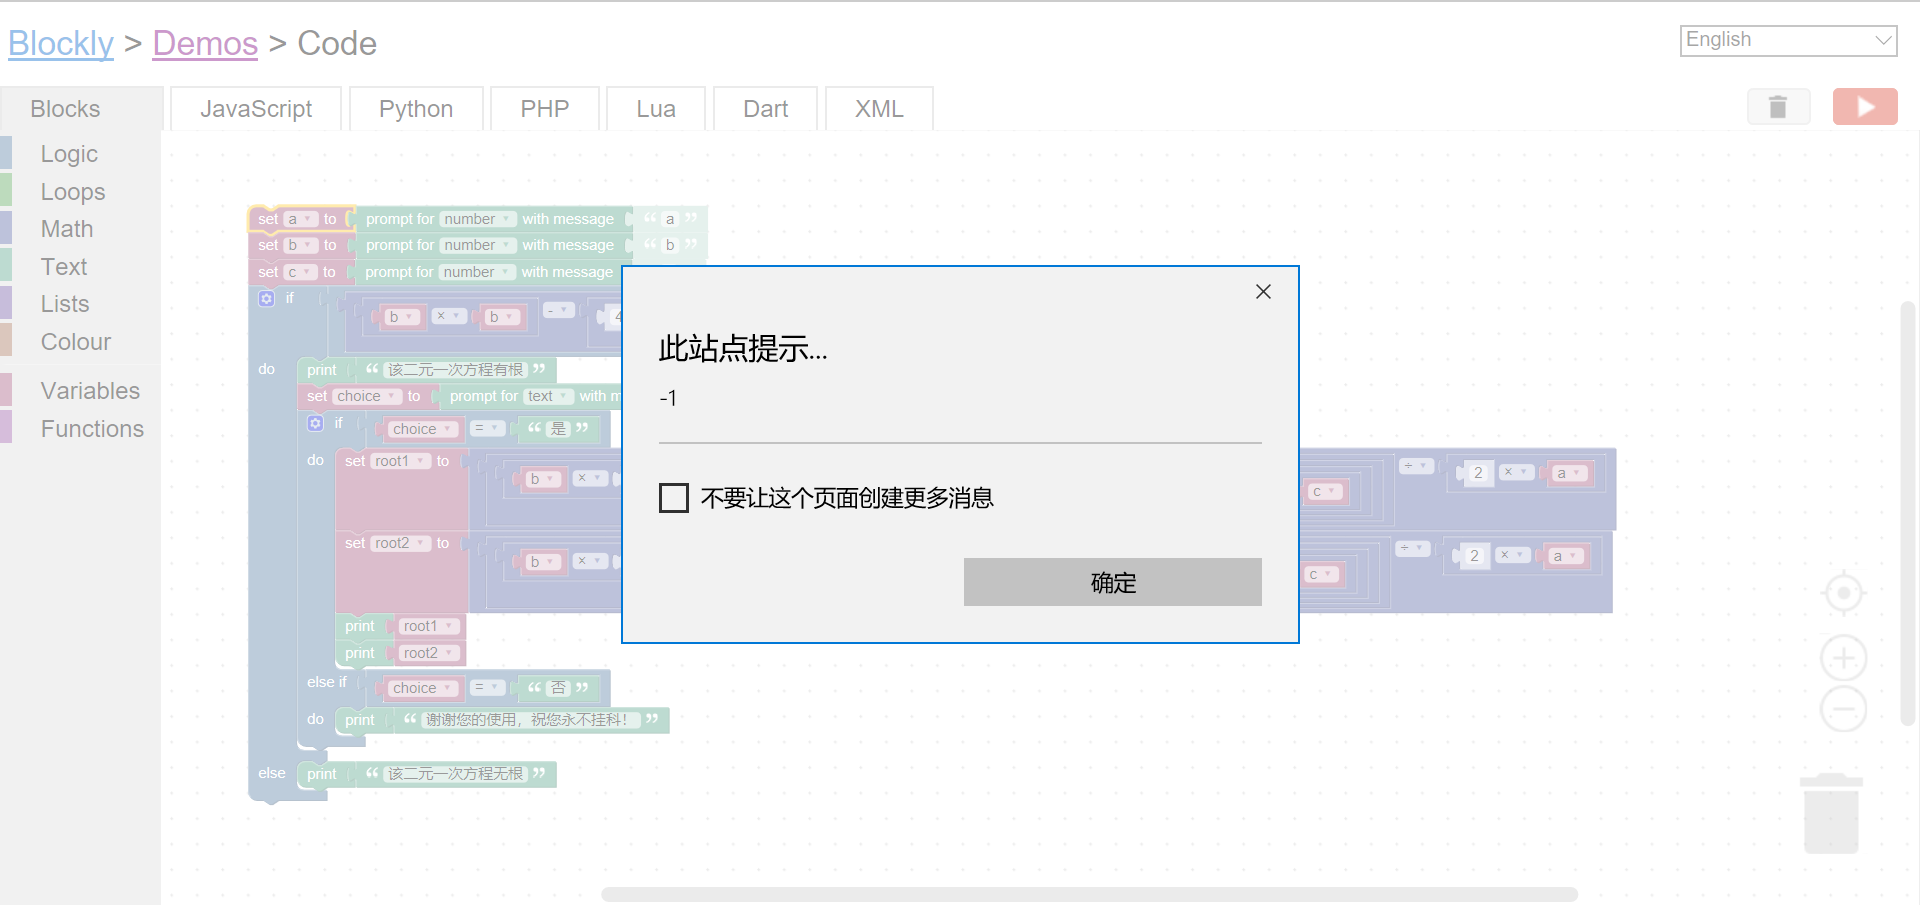 Blockly > Demos > Code
English
Blocks JavaScript Python PHP Lua Dart XML
Logic
Loops
Math
Text
Lists
Colour
Variables
Functions
set a to prompt for number with message “ a ”
set b to prompt for number with message “ b ”
set c to prompt for number with message
if b × b - 4
do print “ 该二元一次方程有根 ”
set choice to prompt for text with m
if choice = “ 是 ”
do set root1 to b × c ÷ 2 × a
set root2 to b × c ÷ 2 × a
print root1
print root2
else if choice = “ 否 ”
do print “ 谢谢您的使用，祝您永不挂科！ ”
else print “ 该二元一次方程无根 ”
此站点提示...
-1
不要让这个页面创建更多消息
确定